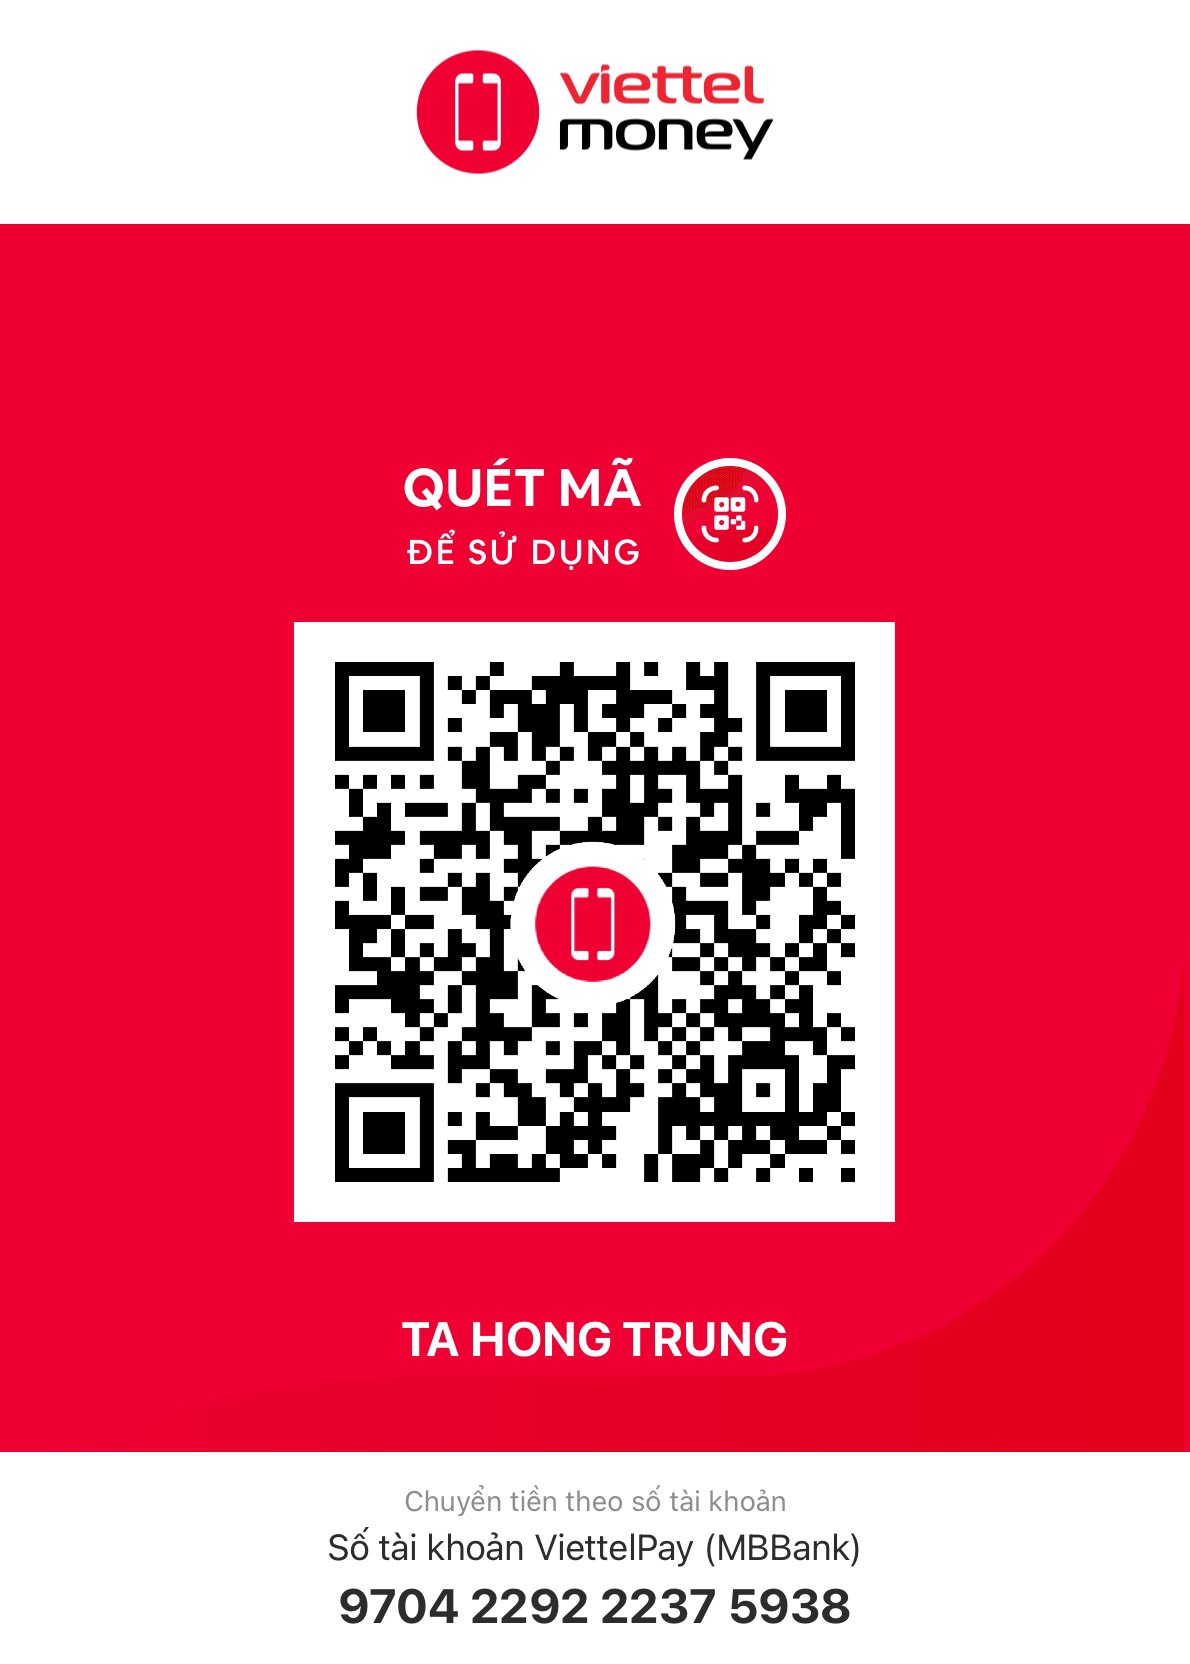 viettel
money
QUÉT MÃ
ĐỂ SỬ DỤNG
TA HONG TRUNG
Chuyển tiền theo số tài khoản
Số tài khoản ViettelPay (MBBank)
9704 2292 2237 5938